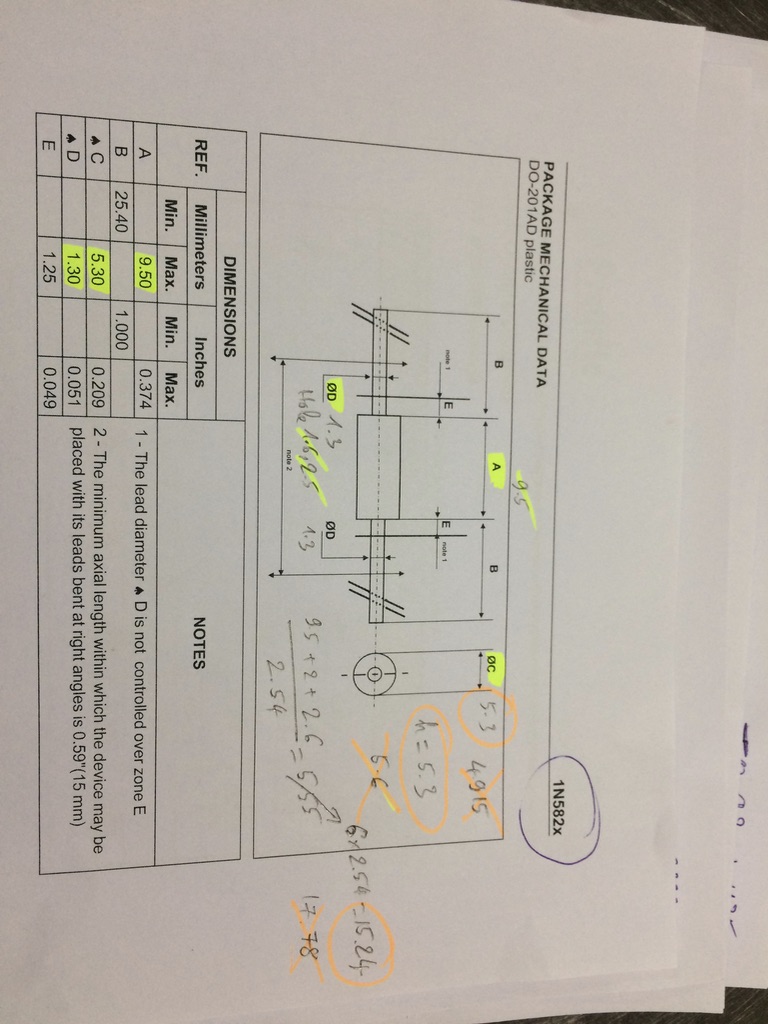 1N582x
PACKAGE MECHANICAL DATA
DO-201AD plastic
9.5
B A B ØC
5.3
4915
note 1 E E note 1
h = 5.3
5.6
ØD 1.3 ØD 1.3
Hole 1.6, 2.5
note 2
9.5 + 2 + 2.6 = 5,55
2.54
6 x 2.54 = 15.24
17.78
DIMENSIONS
REF. Millimeters Inches NOTES
Min. Max. Min. Max.
A 9.50 0.374
B 25.40 1.000
♠ C 5.30 0.209
♠ D 1.30 0.051
E 1.25 0.049
1 - The lead diameter ♠ D is not controlled over zone E
2 - The minimum axial length within which the device may be
placed with its leads bent at right angles is 0.59"(15 mm)